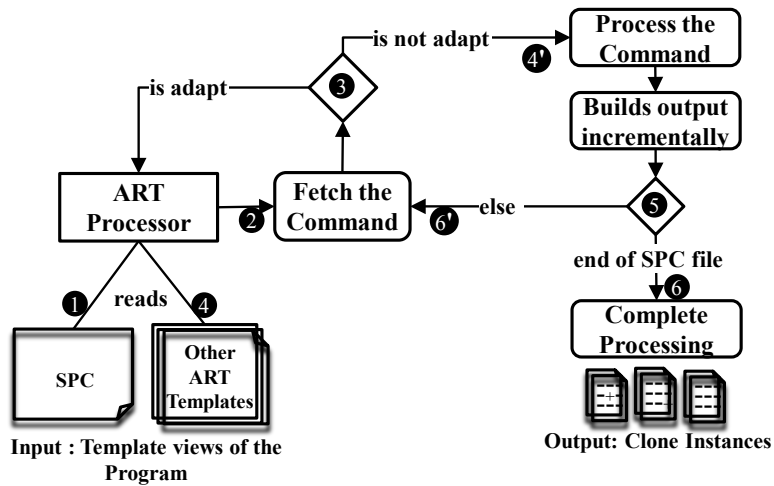 is not adapt
4'
Process the
Command
3
is adapt
Builds output
incrementally
ART
Processor
2
Fetch the
Command
6'
else
5
end of SPC file
6
1
reads
4
Complete
Processing
SPC
Other
ART
Templates
Input : Template views of the
Program
Output: Clone Instances